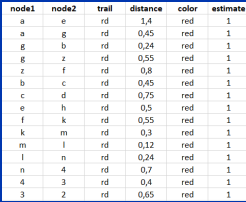 node1 node2 trail distance color estimate
a e rd 1,4 red 1
a g rd 0,45 red 1
g b rd 0,24 red 1
g z rd 0,55 red 1
z f rd 0,8 red 1
b c rd 0,45 red 1
c d rd 0,75 red 1
e h rd 0,5 red 1
f k rd 0,55 red 1
k m rd 0,3 red 1
m l rd 0,12 red 1
l n rd 0,24 red 1
n 4 rd 0,7 red 1
4 3 rd 0,4 red 1
3 2 rd 0,65 red 1